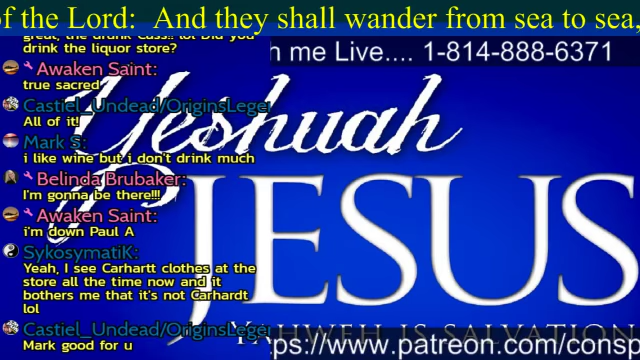 of the Lord:  And they shall wander from sea to sea,
great, the drunk Cass!! lol Did you
drink the liquor store?
h me Live.... 1-814-888-6371
Awaken Saint:
true sacred
Castiel_Undead/OriginsLeger
All of it!
Mark S:
i like wine but i don't drink much
Belinda Brubaker:
I'm gonna be there!!!
Awaken Saint:
i'm down Paul A
SykosymatiK:
Yeah, I see Carhartt clothes at the
store all the time now and it
bothers me that it's not Carhardt
lol
Castiel_Undead/OriginsLeger
Mark good for u
Yeshuah
JESUS
YAHWEH IS SALVATION
ps://www.patreon.com/consp